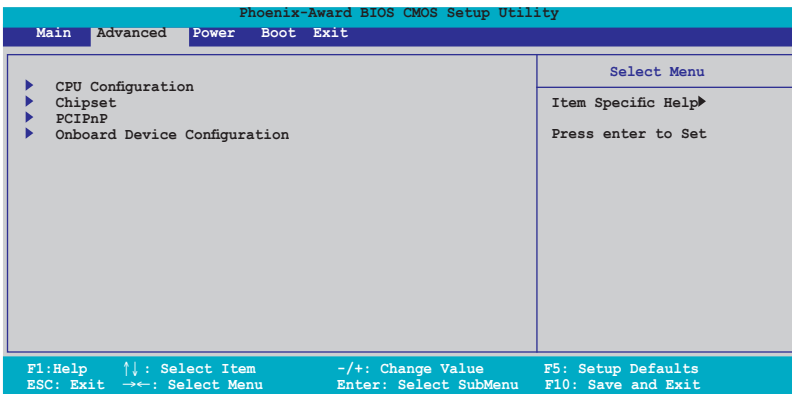 Phoenix-Award BIOS CMOS Setup Utility
Main Advanced Power Boot Exit
CPU Configuration
Chipset
PCIPnP
Onboard Device Configuration
Select Menu
Item Specific Help
Press enter to Set
F1:Help ↑↓: Select Item -/+: Change Value F5: Setup Defaults
ESC: Exit →←: Select Menu Enter: Select SubMenu F10: Save and Exit